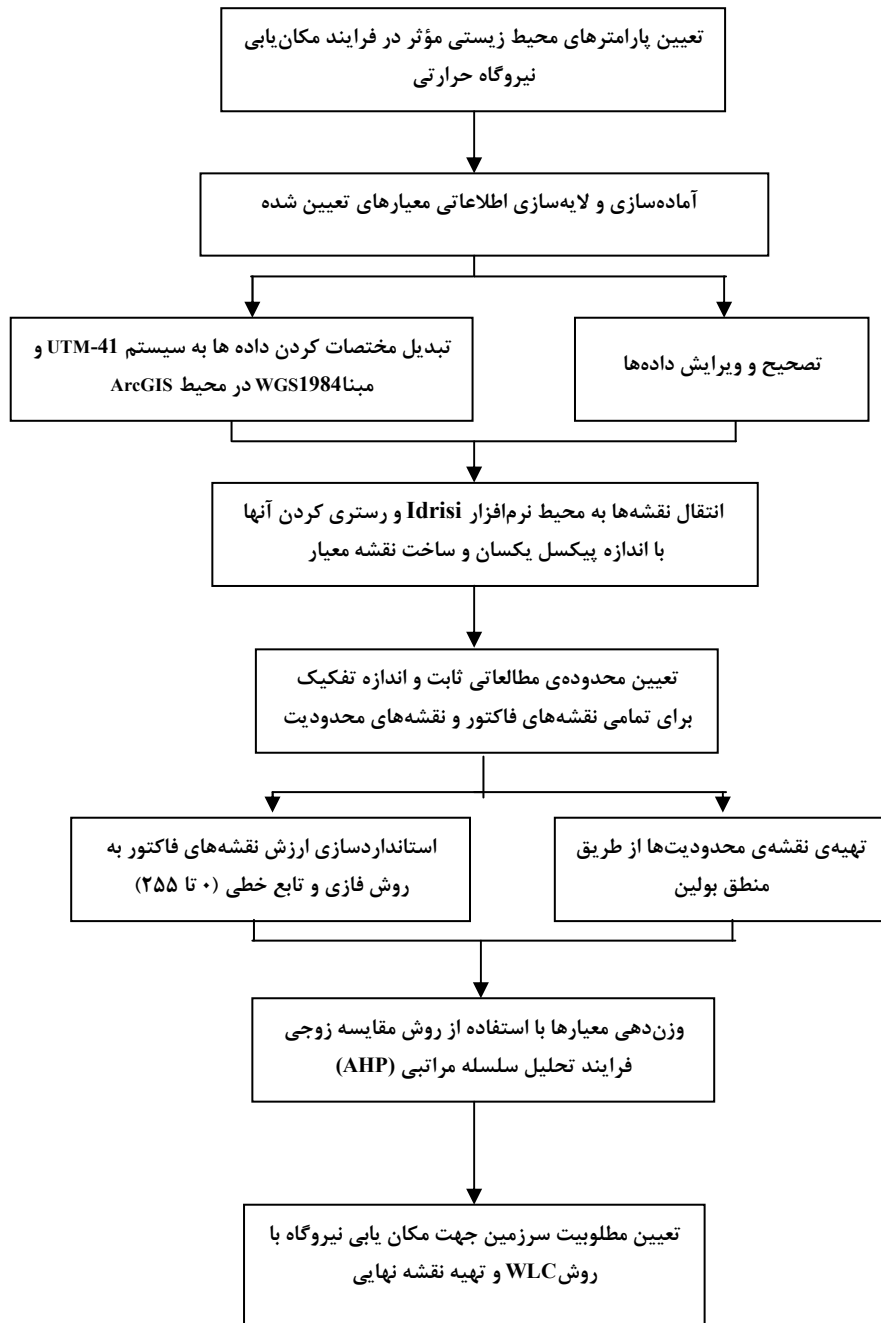 تعیین پارامترهای محیط زیستی مؤثر در فرایند مکان‌یابی
نیروگاه حرارتی
آماده‌سازی و لایه‌سازی اطلاعاتی معیارهای تعیین شده
تصحیح و ویرایش داده‌ها
تبدیل مختصات کردن داده ها به سیستم UTM-41 و
مبناWGS1984 در محیط ArcGIS
انتقال نقشه‌ها به محیط نرم‌افزار Idrisi و رستری کردن آنها
با اندازه پیکسل یکسان و ساخت نقشه معیار
تعیین محدوده‌ی مطالعاتی ثابت و اندازه تفکیک
برای تمامی نقشه‌های فاکتور و نقشه‌های محدودیت
تهیه‌ی نقشه‌ی محدودیت‌ها از طریق
منطق بولین
استانداردسازی ارزش نقشه‌های فاکتور به
روش فازی و تابع خطی (۰ تا ۲۵۵)
وزن‌دهی معیارها با استفاده از روش مقایسه زوجی
فرایند تحلیل سلسله مراتبی (AHP)
تعیین مطلوبیت سرزمین جهت مکان یابی نیروگاه با
روشWLC و تهیه نقشه نهایی